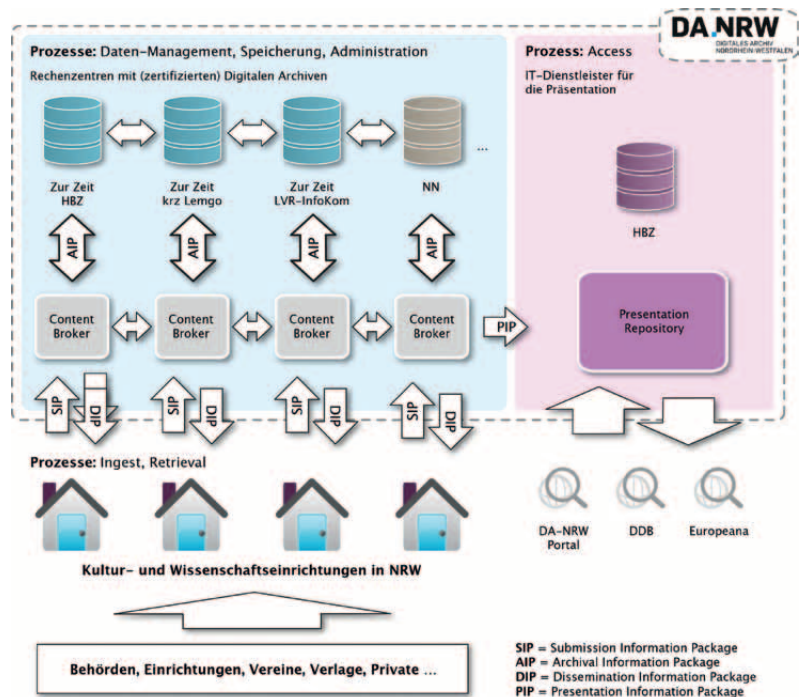 DA.NRW
DIGITALES ARCHIV
NORDRHEIN-WESTFALEN
Prozesse: Daten-Management, Speicherung, Administration
Rechenzentren mit (zertifizierten) Digitalen Archiven
Prozess: Access
IT-Dienstleister für
die Präsentation
Zur Zeit
HBZ
Zur Zeit
krz Lemgo
Zur Zeit
LVR-InfoKom
NN
...
HBZ
AIP
AIP
AIP
AIP
Content
Broker
Content
Broker
Content
Broker
Content
Broker
PIP
Presentation
Repository
SIP
DIP
SIP
DIP
SIP
DIP
SIP
DIP
Prozesse: Ingest, Retrieval
DA-NRW
Portal
DDB
Europeana
Kultur- und Wissenschaftseinrichtungen in NRW
Behörden, Einrichtungen, Vereine, Verlage, Private ...
SIP = Submission Information Package
AIP = Archival Information Package
DIP = Dissemination Information Package
PIP = Presentation Information Package